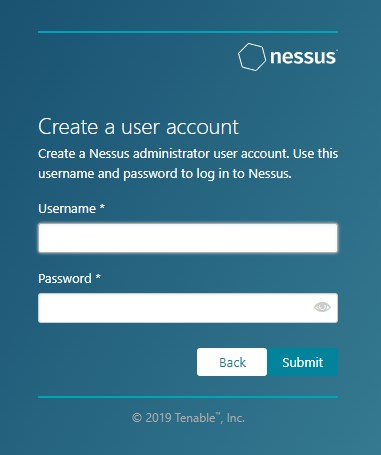 nessus
Create a user account
Create a Nessus administrator user account. Use this
username and password to log in to Nessus.
Username *
Password *
Back
Submit
© 2019 Tenable™, Inc.